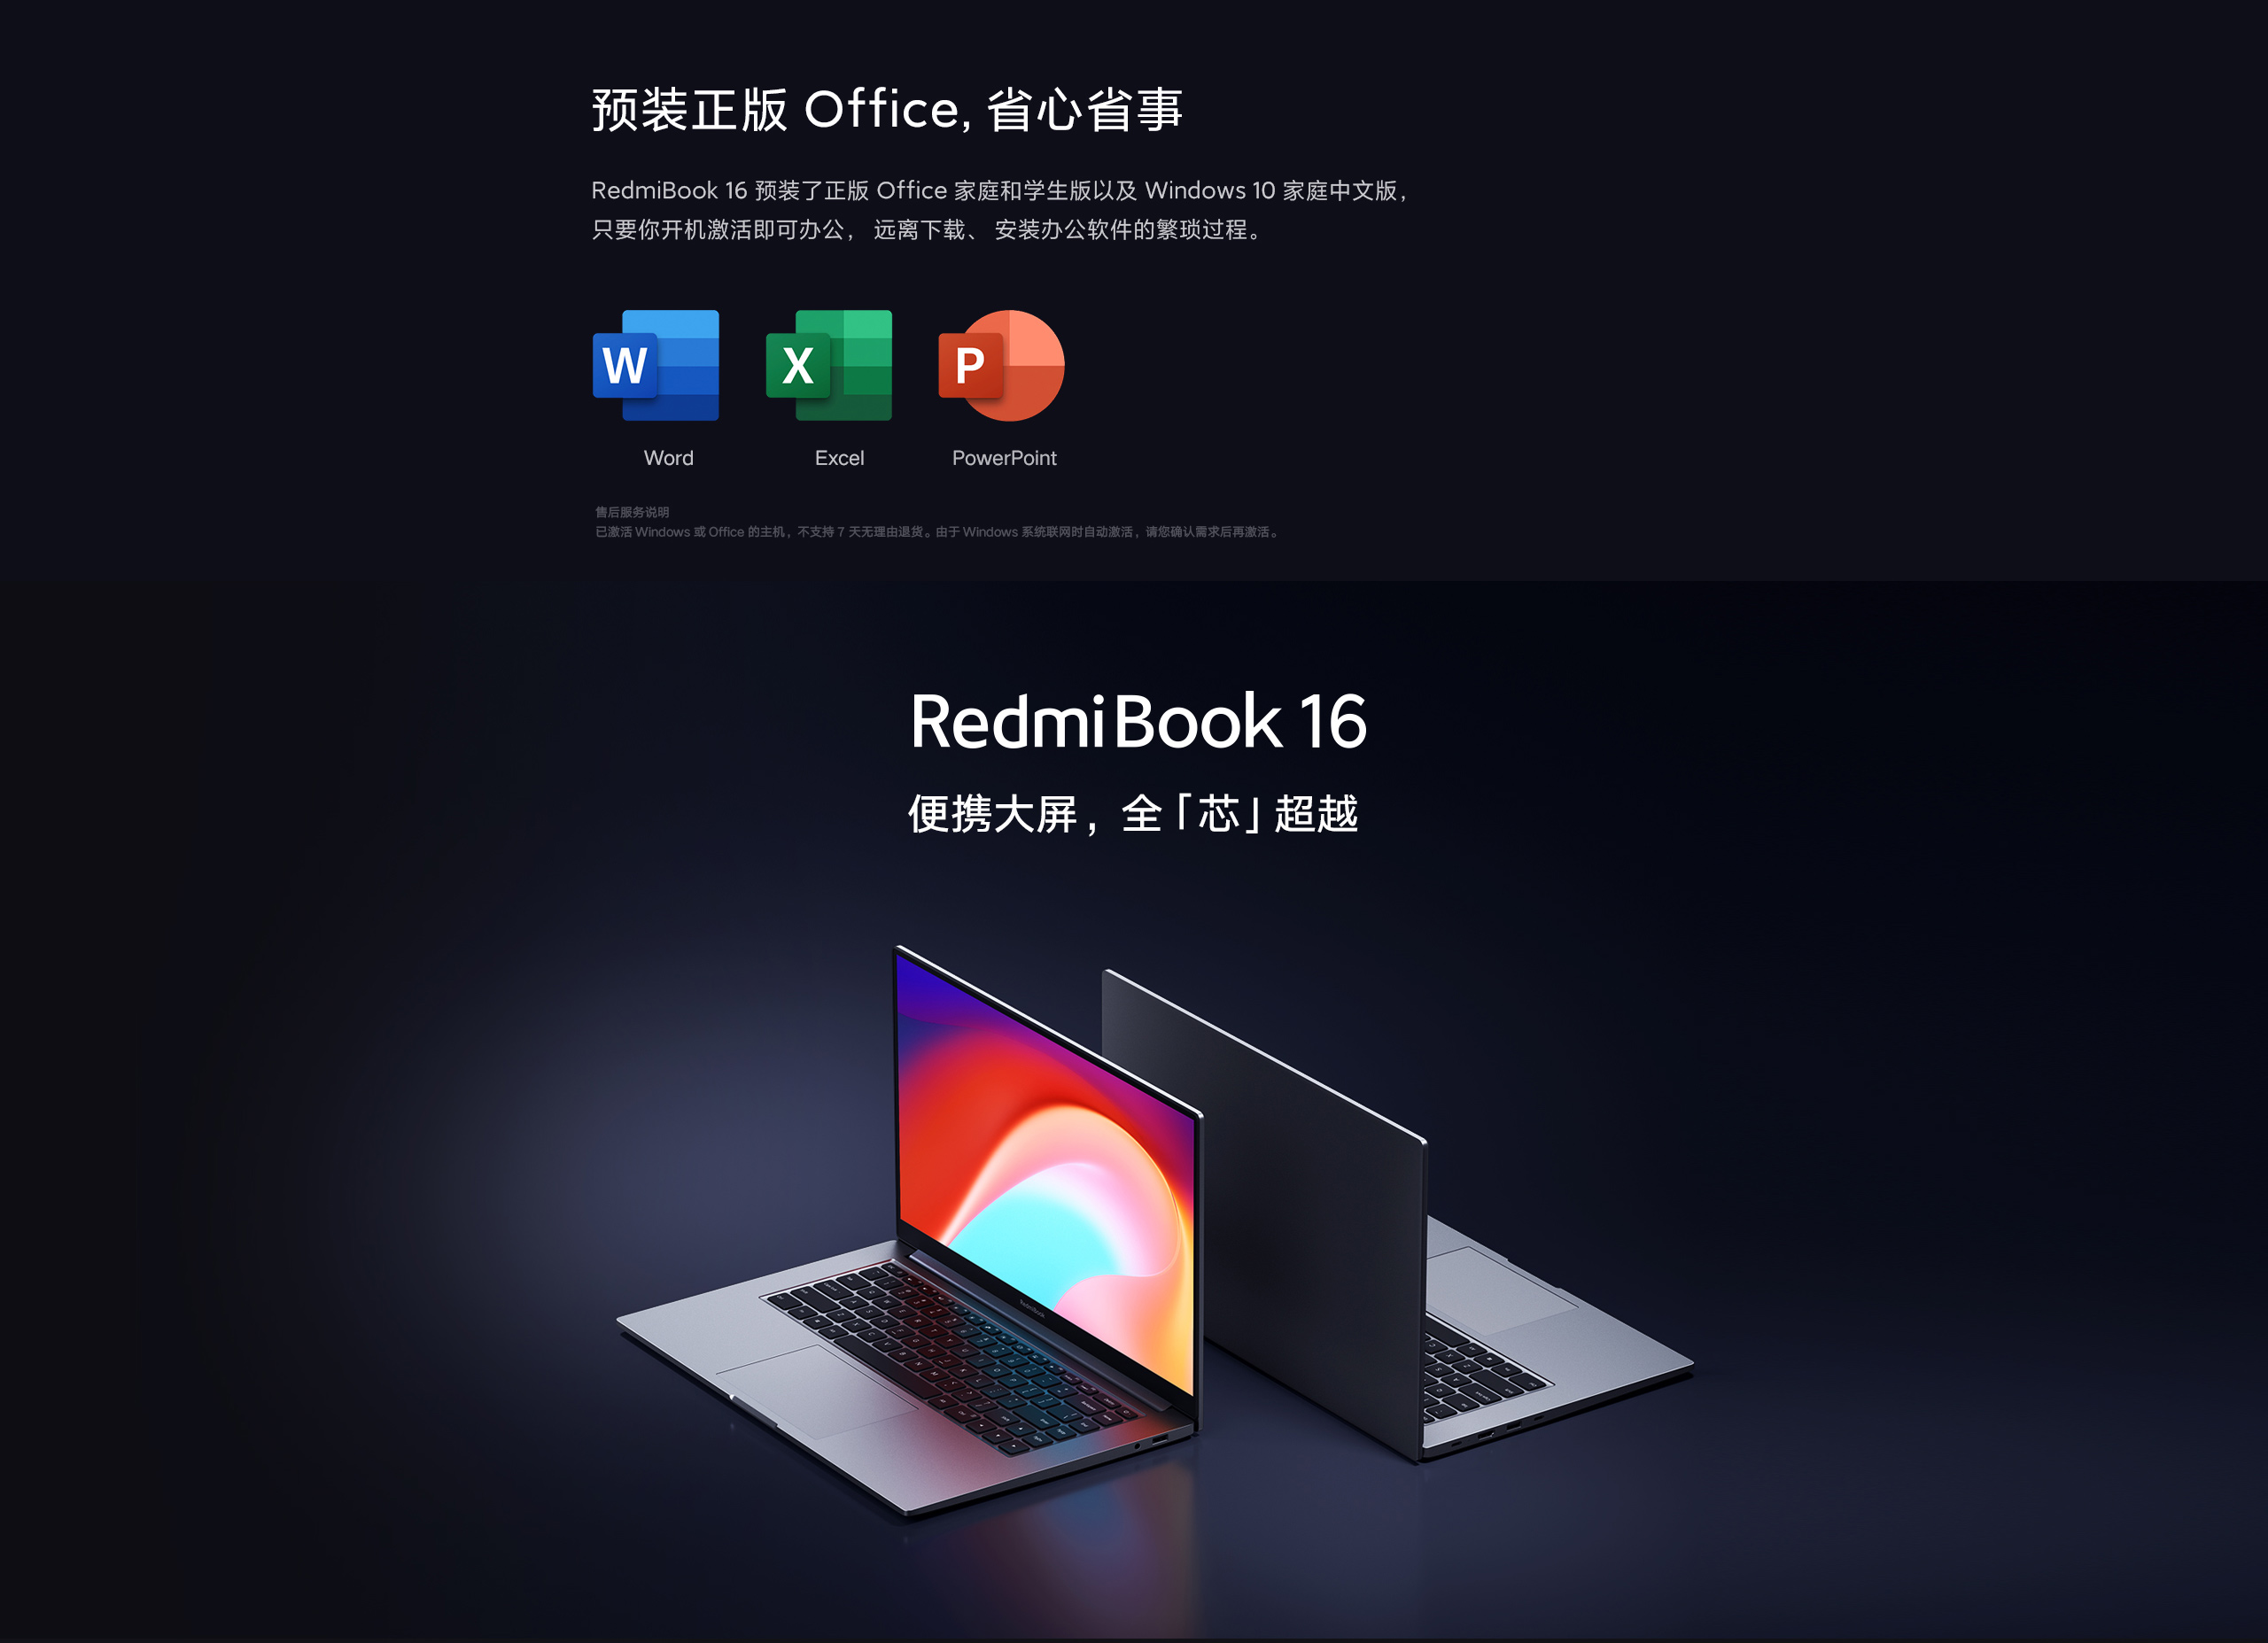 预装正版 Office, 省心省事
RedmiBook 16 预装了正版 Office 家庭和学生版以及 Windows 10 家庭中文版，
只要你开机激活即可办公， 远离下载、 安装办公软件的繁琐过程。
W X P
Word Excel PowerPoint
售后服务说明
已激活 Windows 或 Office 的主机，不支持 7 天无理由退货。由于 Windows 系统联网时自动激活，请您确认需求后再激活。
RedmiBook 16
便携大屏，全「芯」超越
RedmiBook